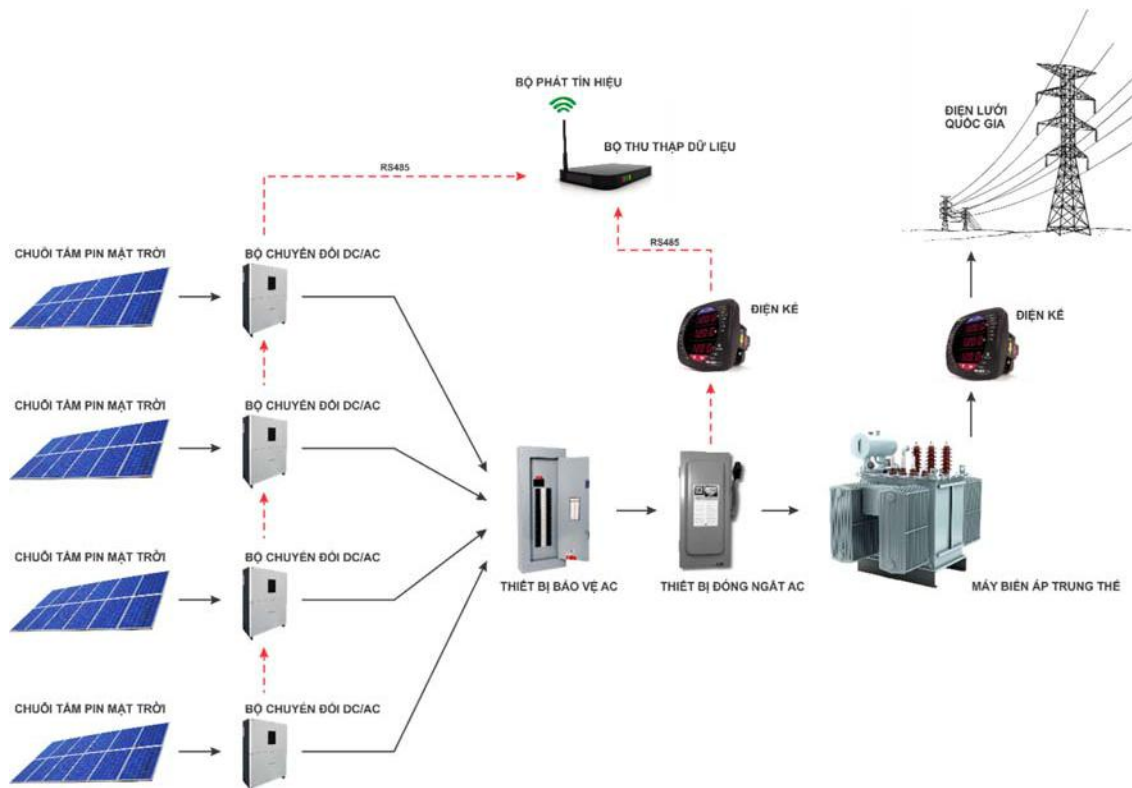 BỘ PHÁT TÍN HIỆU
BỘ THU THẬP DỮ LIỆU
ĐIỆN LƯỚI
QUỐC GIA
RS485
RS485
CHUỖI TẤM PIN MẶT TRỜI
BỘ CHUYỂN ĐỔI DC/AC
ĐIỆN KẾ
ĐIỆN KẾ
CHUỖI TẤM PIN MẶT TRỜI
BỘ CHUYỂN ĐỔI DC/AC
CHUỖI TẤM PIN MẶT TRỜI
BỘ CHUYỂN ĐỔI DC/AC
THIẾT BỊ BẢO VỆ AC
THIẾT BỊ ĐÓNG NGẮT AC
MÁY BIẾN ÁP TRUNG THẾ
CHUỖI TẤM PIN MẶT TRỜI
BỘ CHUYỂN ĐỔI DC/AC